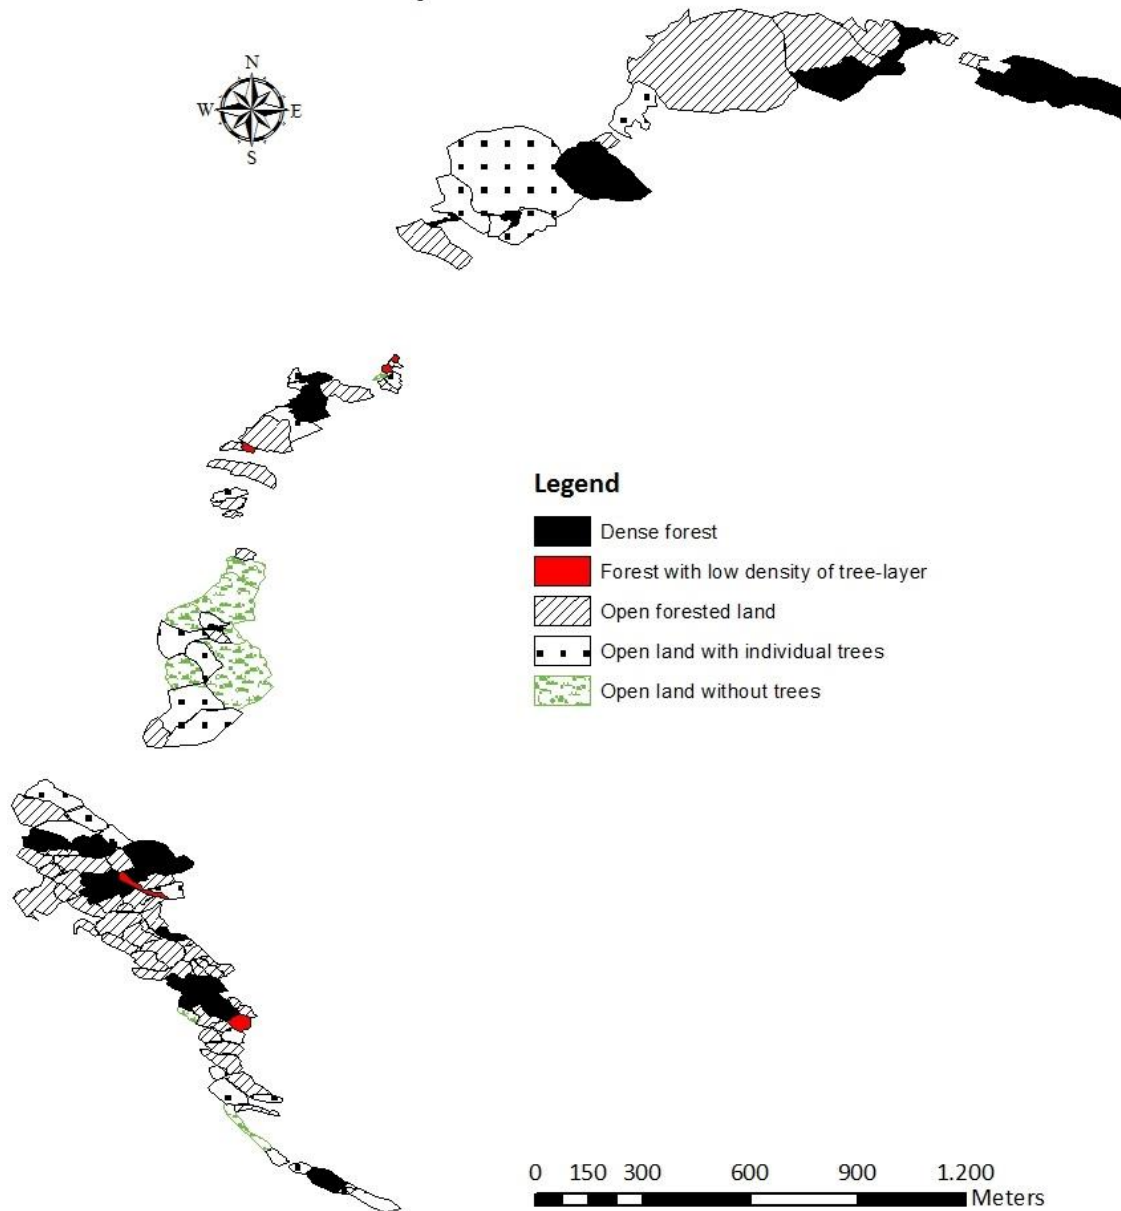 N
W E
S
Legend
Dense forest
Forest with low density of tree-layer
Open forested land
Open land with individual trees
Open land without trees
0 150 300 600 900 1.200
Meters